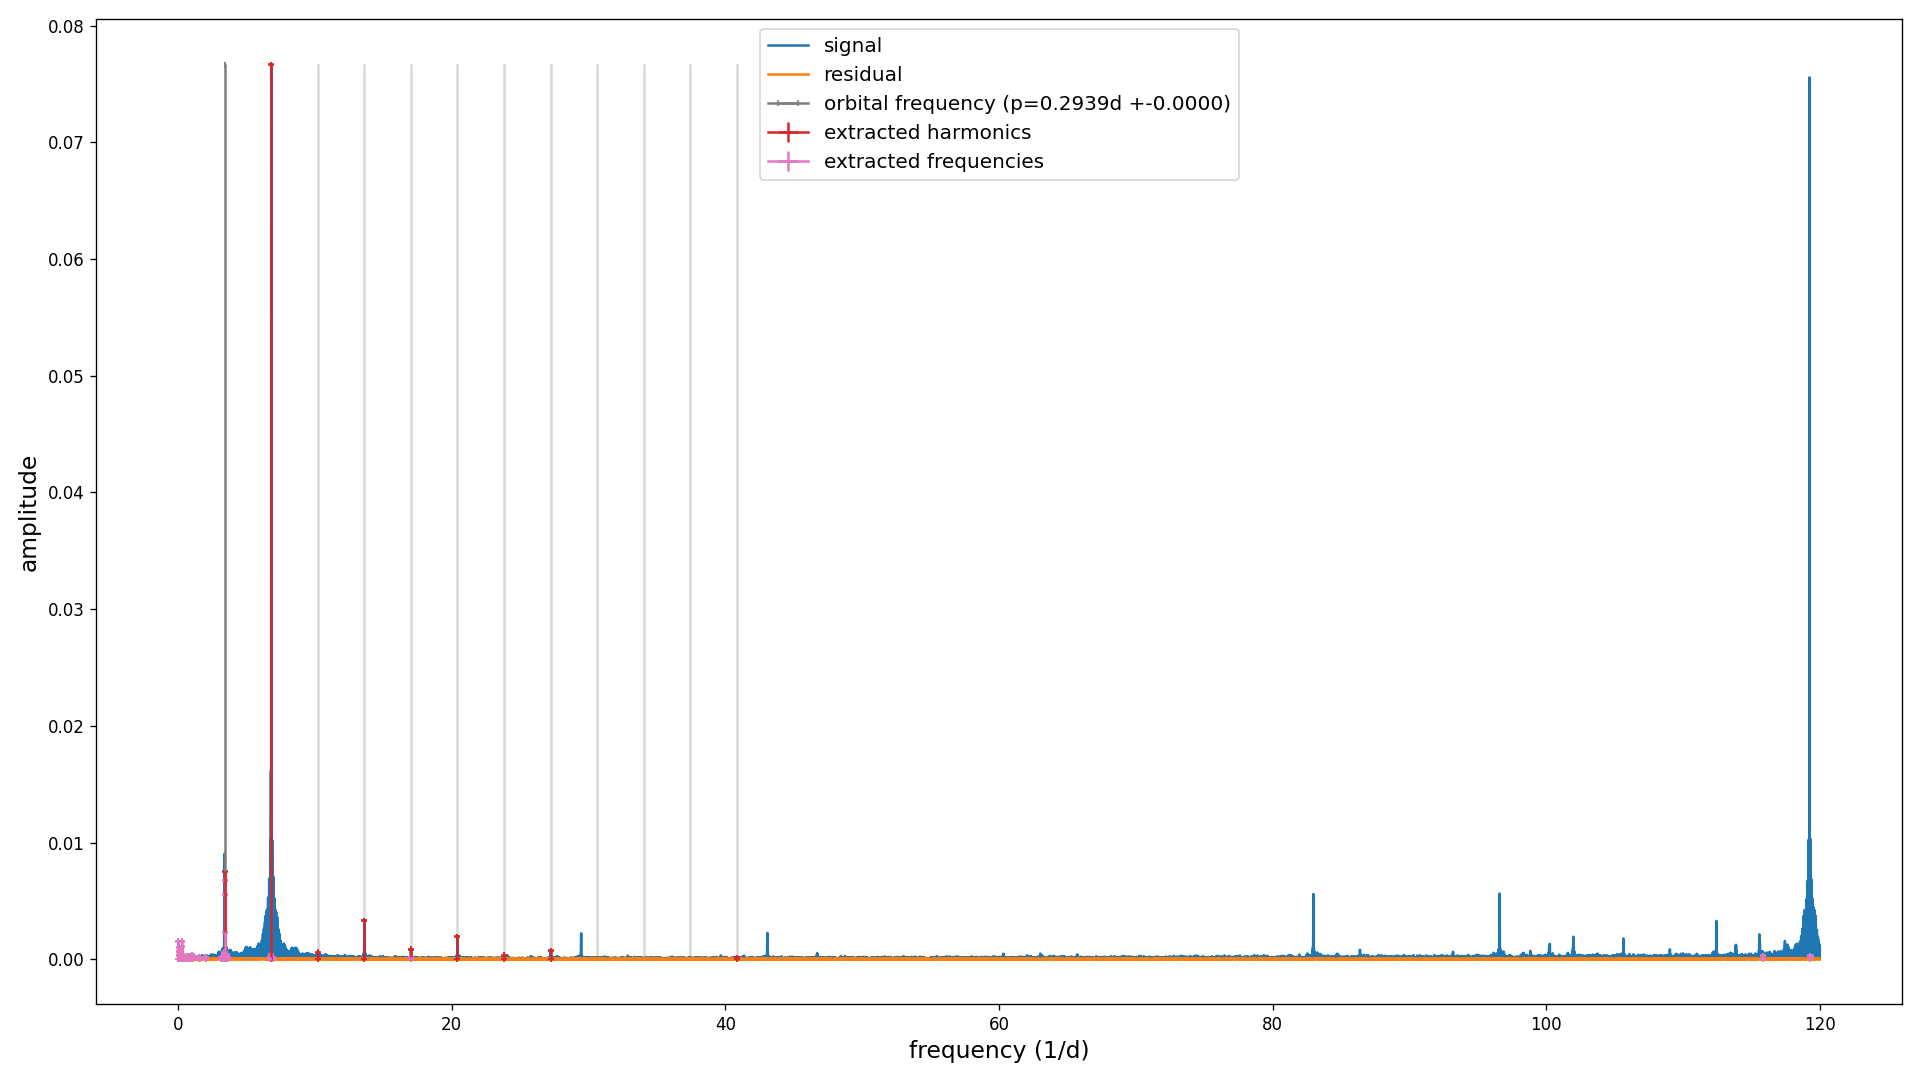 0.08
0.07
0.06
0.05
0.04
0.03
0.02
0.01
0.00
amplitude
signal
residual
orbital frequency (p=0.2939d +-0.0000)
extracted harmonics
extracted frequencies
0 20 40 60 80 100 120
frequency (1/d)